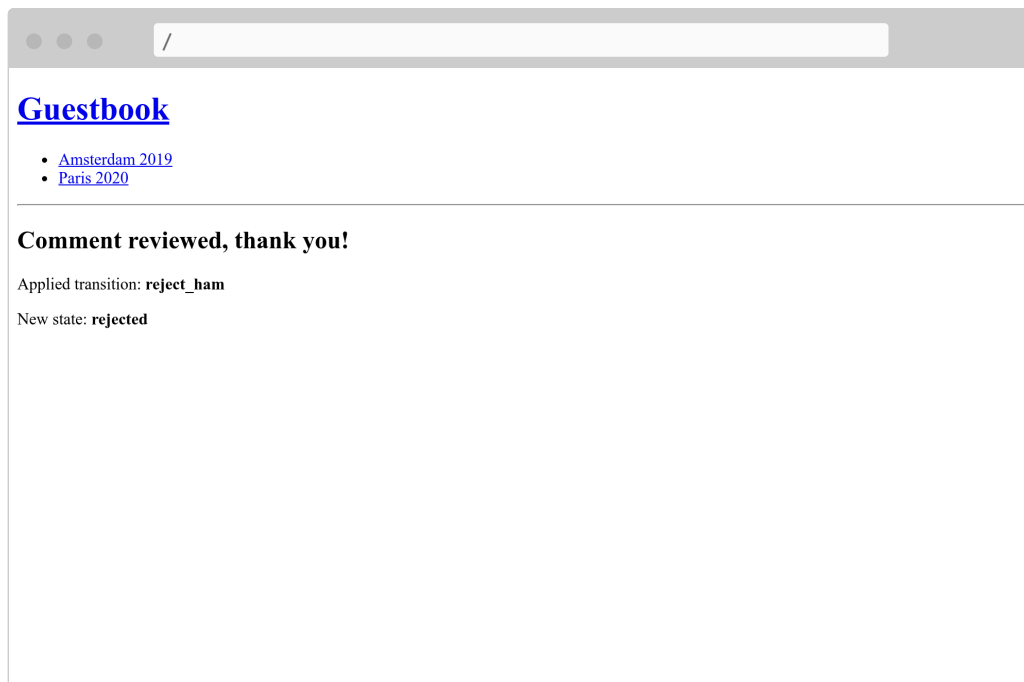 /
Guestbook
Amsterdam 2019
Paris 2020
Comment reviewed, thank you!
Applied transition: reject_ham
New state: rejected